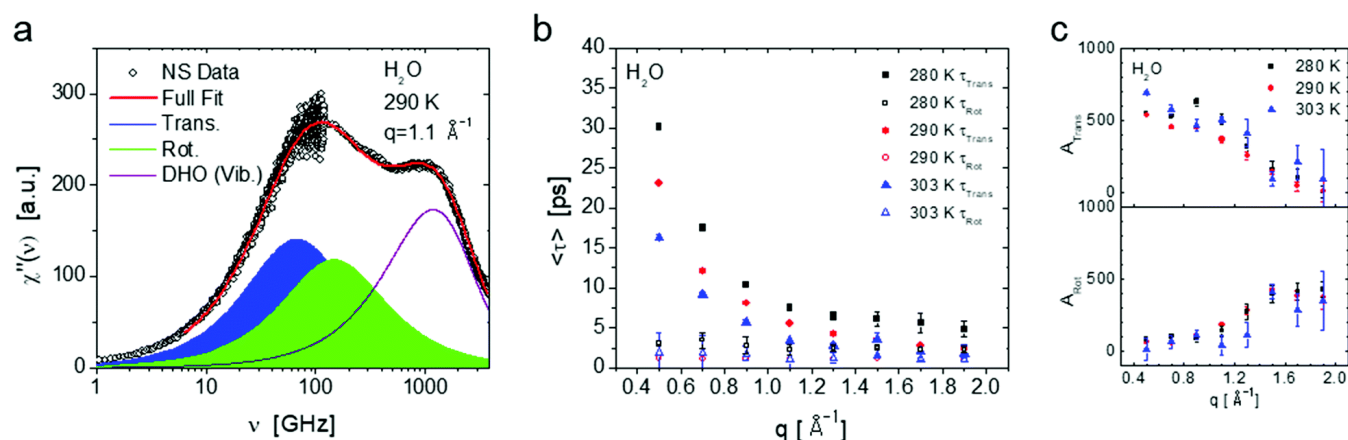 a
χ''(ν) [a.u.]
300
200
100
0
NS Data
Full Fit
Trans.
Rot.
DHO (Vib.)
H₂O
290 K
q=1.1 Å⁻¹
1
10
100
1000
ν [GHz]
b
<τ> [ps]
40
35
30
25
20
15
10
5
0
H₂O
280 K τTrans
280 K τRot
290 K τTrans
290 K τRot
303 K τTrans
303 K τRot
0.4 0.6 0.8 1.0 1.2 1.4 1.6 1.8 2.0
q [ Å⁻¹]
c
1000
H₂O
280 K
290 K
303 K
ATrans
500
0
1000
ARot
500
0
0.4 0.8 1.2 1.6 2.0
q [ Å⁻¹]